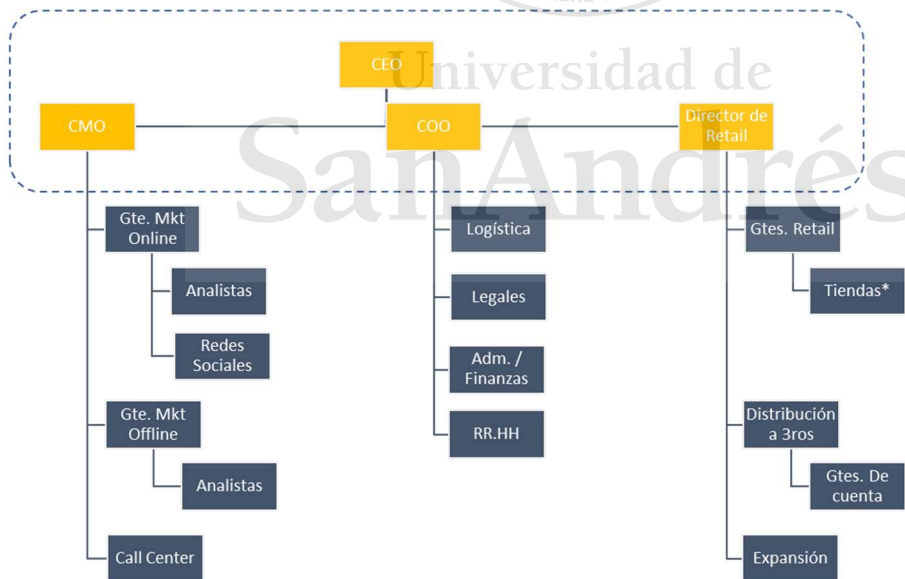 CEO
Universidad de
SanAndrés
CMO
COO
Director de
Retail
Gte. Mkt
Online
Analistas
Redes
Sociales
Gte. Mkt
Offline
Analistas
Call Center
Logística
Legales
Adm. /
Finanzas
RR.HH
Gtes. Retail
Tiendas*
Distribución
a 3ros
Gtes. De
cuenta
Expansión